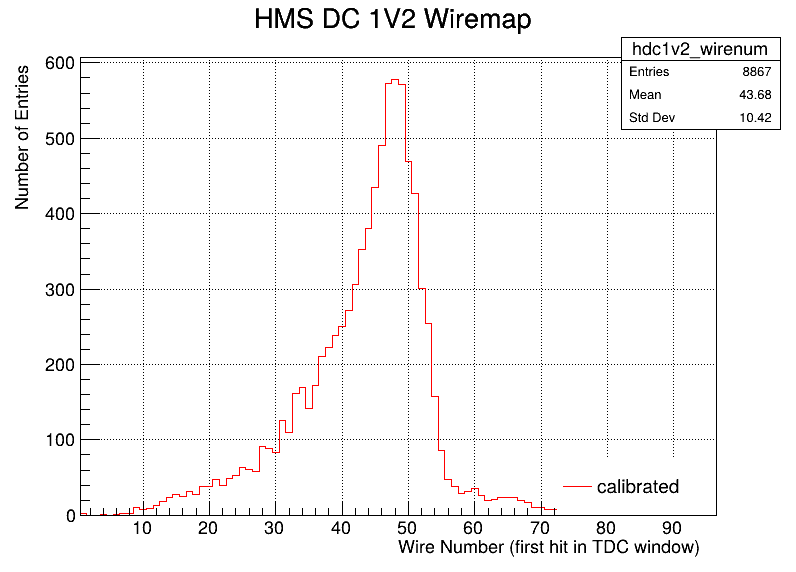 HMS DC 1V2 Wiremap
hdc1v2_wirenum
Entries 8867
Mean 43.68
Std Dev 10.42
Number of Entries
600
500
400
300
200
100
0
calibrated
10 20 30 40 50 60 70 80 90
Wire Number (first hit in TDC window)